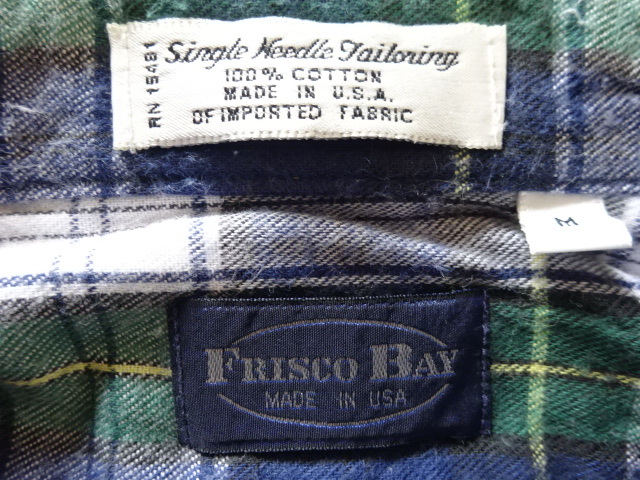 Single Needle Tailoring
100% COTTON
MADE IN U.S.A.
OF IMPORTED FABRIC
RN 15481
M
FRISCO BAY
MADE IN USA